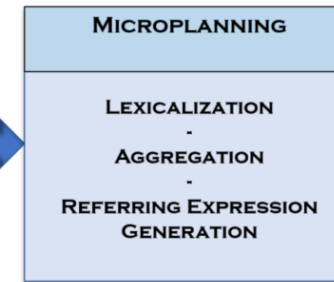 MICROPLANNING
LEXICALIZATION
-
AGGREGATION
-
REFERRING EXPRESSION
GENERATION